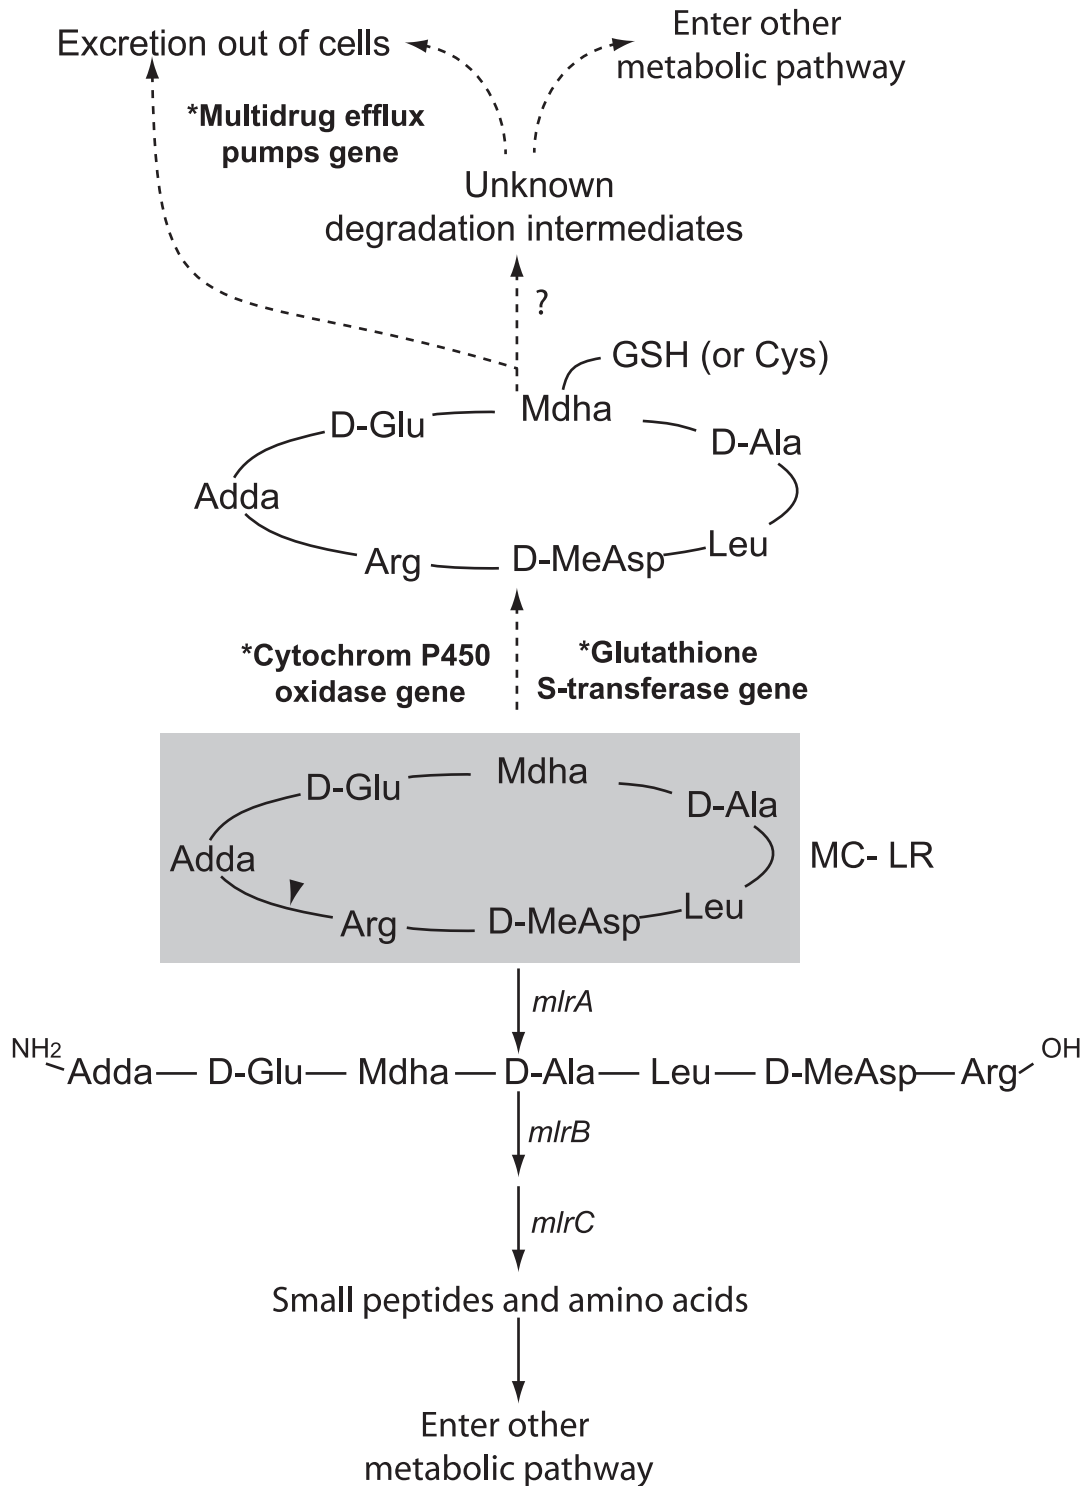 Enter other
Excretion out of cells
metabolic pathway
*Multidrug efflux
pumps gene
Unknown
degradation intermediates
?
GSH (or Cys)
D-Glu
Mdha
D-Ala
Adda
Arg
D-MeAsp
Leu
*Cytochrom P450
oxidase gene
*Glutathione
S-transferase gene
D-Glu
Mdha
D-Ala
Adda
MC- LR
Arg
D-MeAsp
Leu
mlrA
NH2
Adda D-Glu Mdha D-Ala Leu D-MeAsp Arg
OH
mlrB
mlrC
Small peptides and amino acids
Enter other
metabolic pathway